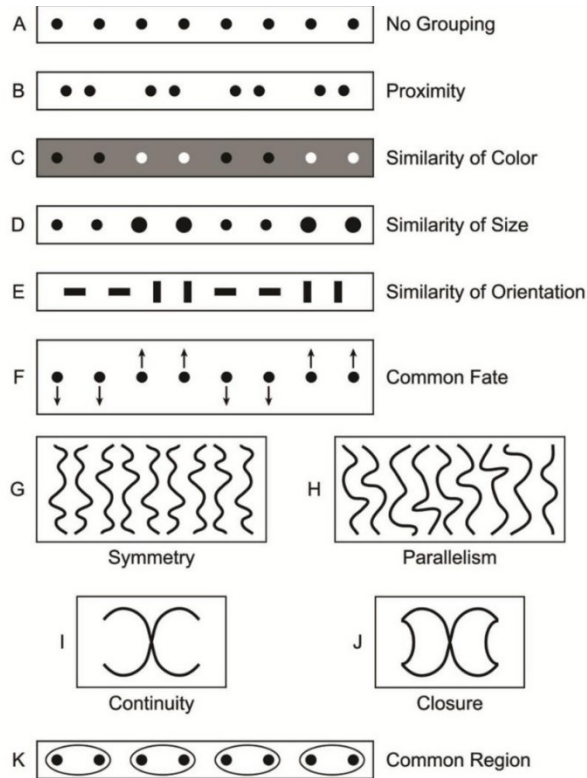 A No Grouping
B Proximity
C Similarity of Color
D Similarity of Size
E Similarity of Orientation
F Common Fate
G H
Symmetry Parallelism
I J
Continuity Closure
K Common Region